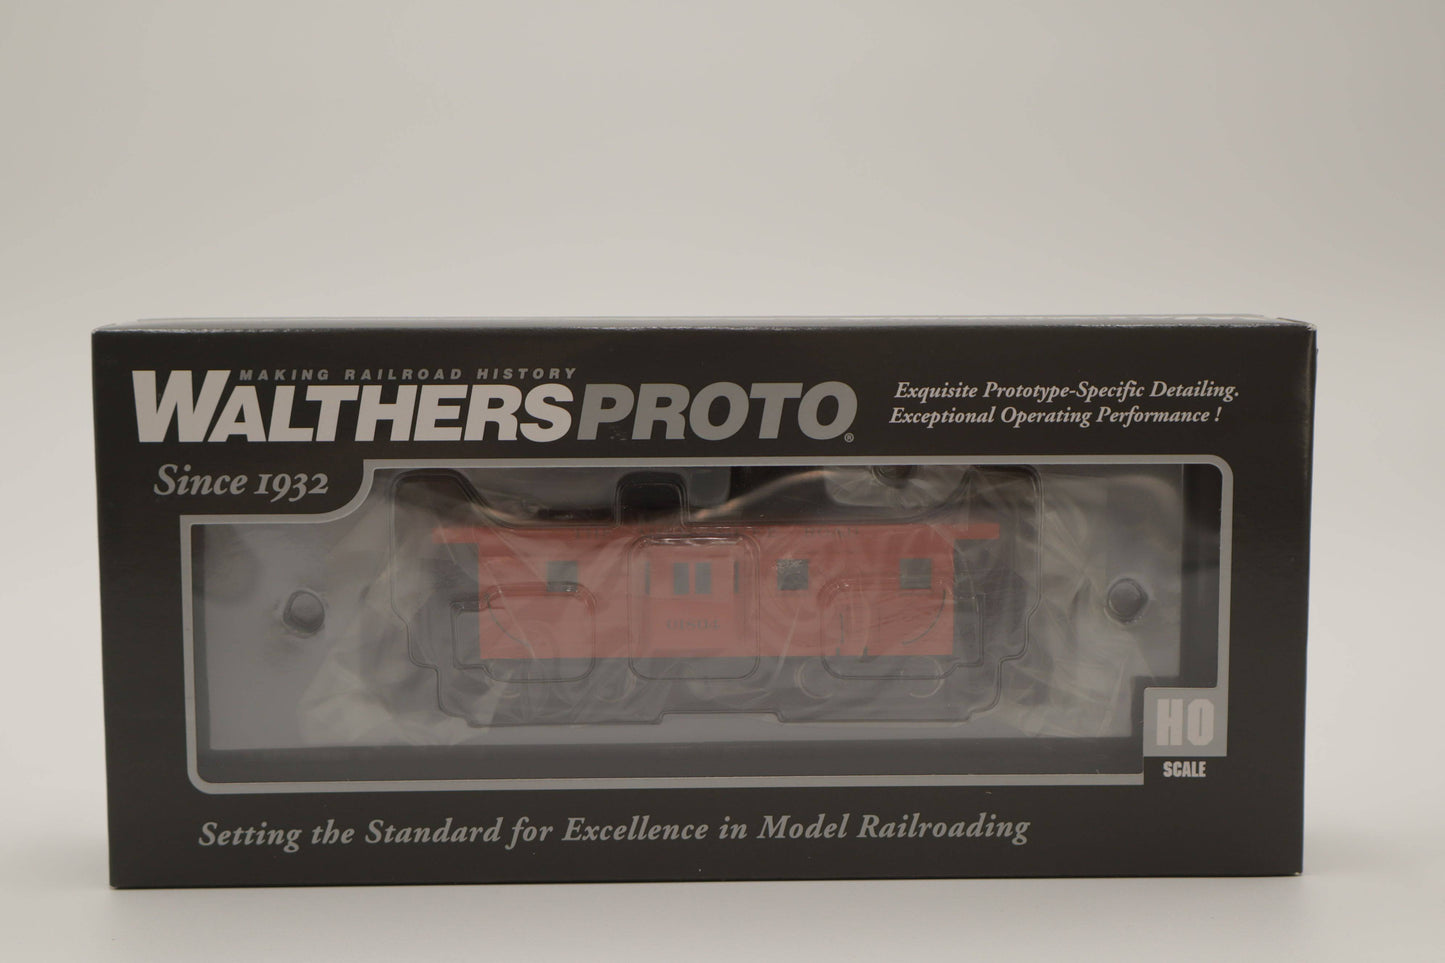 MAKING RAILROAD HISTORY
WALTHERSPROTO®
Since 1932
Exquisite Prototype-Specific Detailing.
Exceptional Operating Performance !
01804
HO
SCALE
Setting the Standard for Excellence in Model Railroading